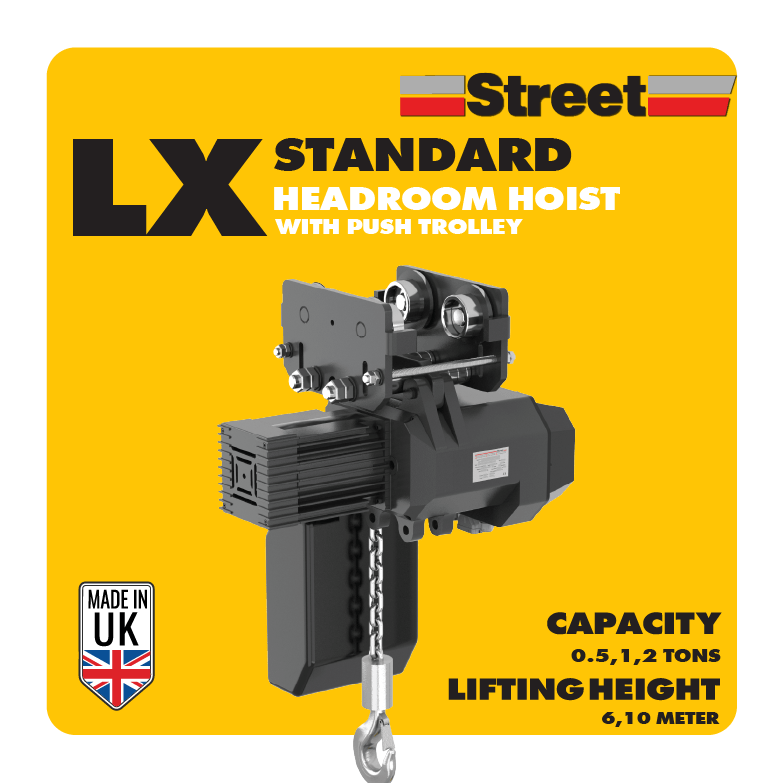 Street
LX STANDARD
HEADROOM HOIST
WITH PUSH TROLLEY
MADE IN
UK
CAPACITY
0.5,1,2 TONS
LIFTING HEIGHT
6,10 METER